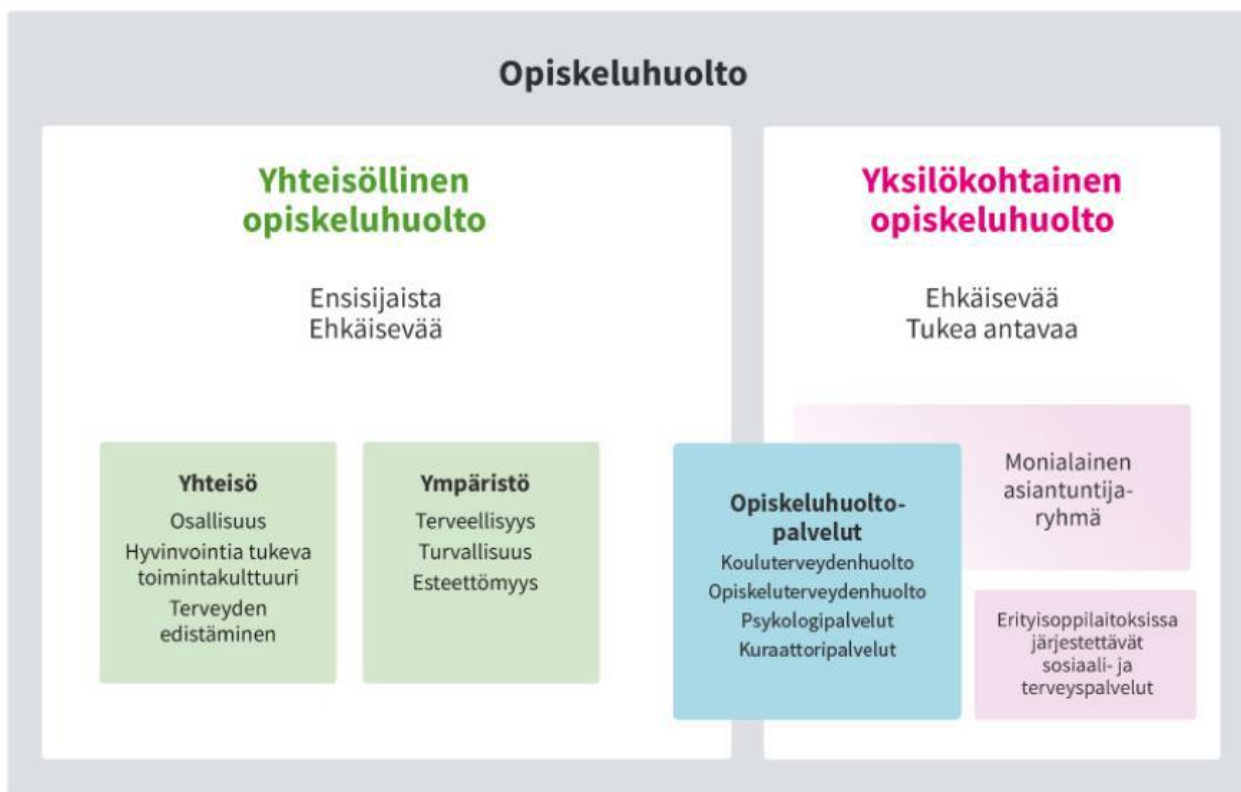 Opiskeluhuolto
Yhteisöllinen
opiskeluhuolto
Ensisijaista
Ehkäisevää
Yhteisö
Osallisuus
Hyvinvointia tukeva
toimintakulttuuri
Terveyden
edistäminen
Ympäristö
Terveellisyys
Turvallisuus
Esteettömyys
Opiskeluhuolto-
palvelut
Kouluterveydenhuolto
Opiskeluterveydenhuolto
Psykologipalvelut
Kuraattoripalvelut
Yksilökohtainen
opiskeluhuolto
Ehkäisevää
Tukea antavaa
Monialainen
asiantuntija-
ryhmä
Erityisoppilaitoksissa
järjestettävät
sosiaali- ja
terveyspalvelut